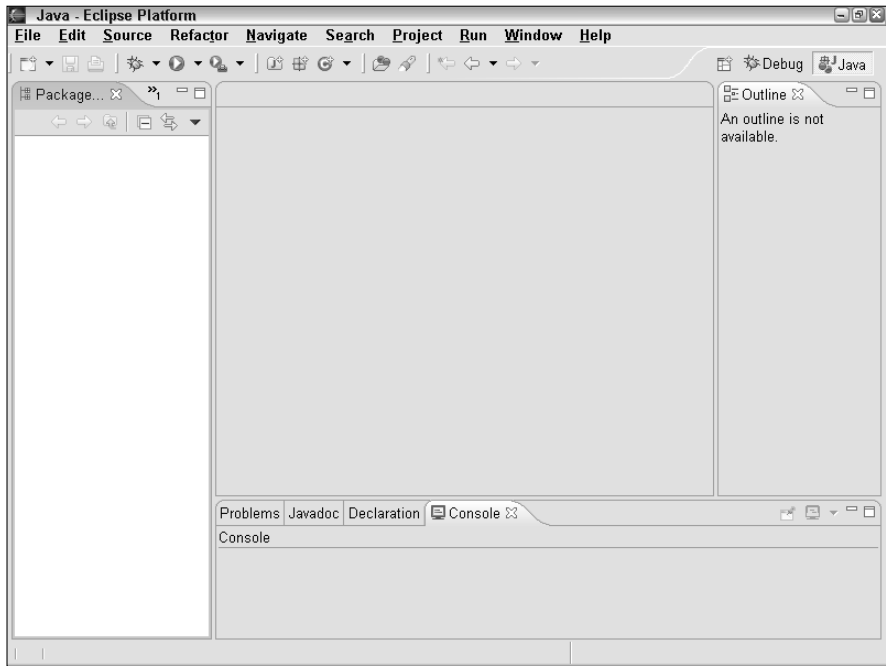 Java - Eclipse Platform
File Edit Source Refactor Navigate Search Project Run Window Help
Debug Java
Package... »1
Outline
An outline is not
available.
Problems Javadoc Declaration Console
Console